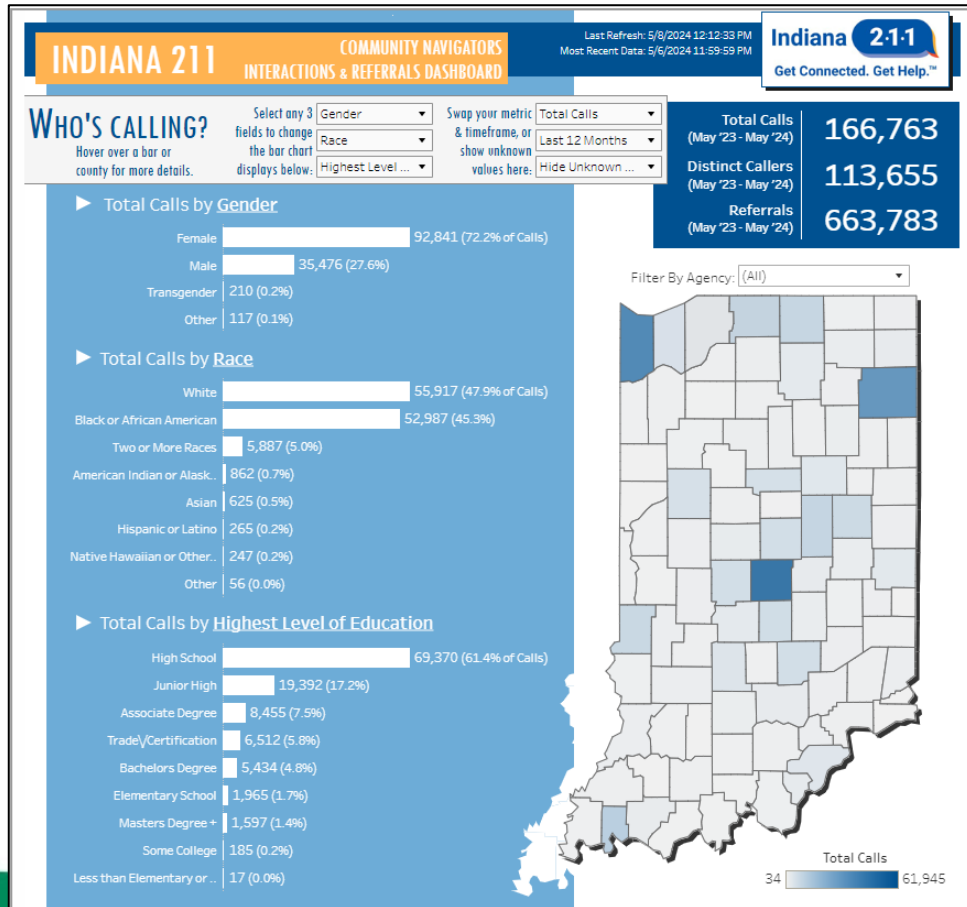 INDIANA 211
COMMUNITY NAVIGATORS
INTERACTIONS & REFERRALS DASHBOARD
Last Refresh: 5/8/2024 12:12:33 PM
Most Recent Data: 5/6/2024 11:59:59 PM
Indiana 2·1·1
Get Connected. Get Help.™
WHO'S CALLING?
Hover over a bar or
county for more details.
Select any 3
fields to change
the bar chart
displays below:
Gender
Race
Highest Level ...
Swap your metric
& timeframe, or
show unknown
values here:
Total Calls
Last 12 Months
Hide Unknown ...
Total Calls
(May '23 - May '24)
166,763
Distinct Callers
(May '23 - May '24)
113,655
Referrals
(May '23 - May '24)
663,783
Total Calls by Gender
Female 92,841 (72.2% of Calls)
Male 35,476 (27.6%)
Transgender 210 (0.2%)
Other 117 (0.1%)
Total Calls by Race
White 55,917 (47.9% of Calls)
Black or African American 52,987 (45.3%)
Two or More Races 5,887 (5.0%)
American Indian or Alask.. 862 (0.7%)
Asian 625 (0.5%)
Hispanic or Latino 265 (0.2%)
Native Hawaiian or Other.. 247 (0.2%)
Other 56 (0.0%)
Total Calls by Highest Level of Education
High School 69,370 (61.4% of Calls)
Junior High 19,392 (17.2%)
Associate Degree 8,455 (7.5%)
Trade\/Certification 6,512 (5.8%)
Bachelors Degree 5,434 (4.8%)
Elementary School 1,965 (1.7%)
Masters Degree + 1,597 (1.4%)
Some College 185 (0.2%)
Less than Elementary or .. 17 (0.0%)
Filter By Agency: (All)
Total Calls
34 61,945